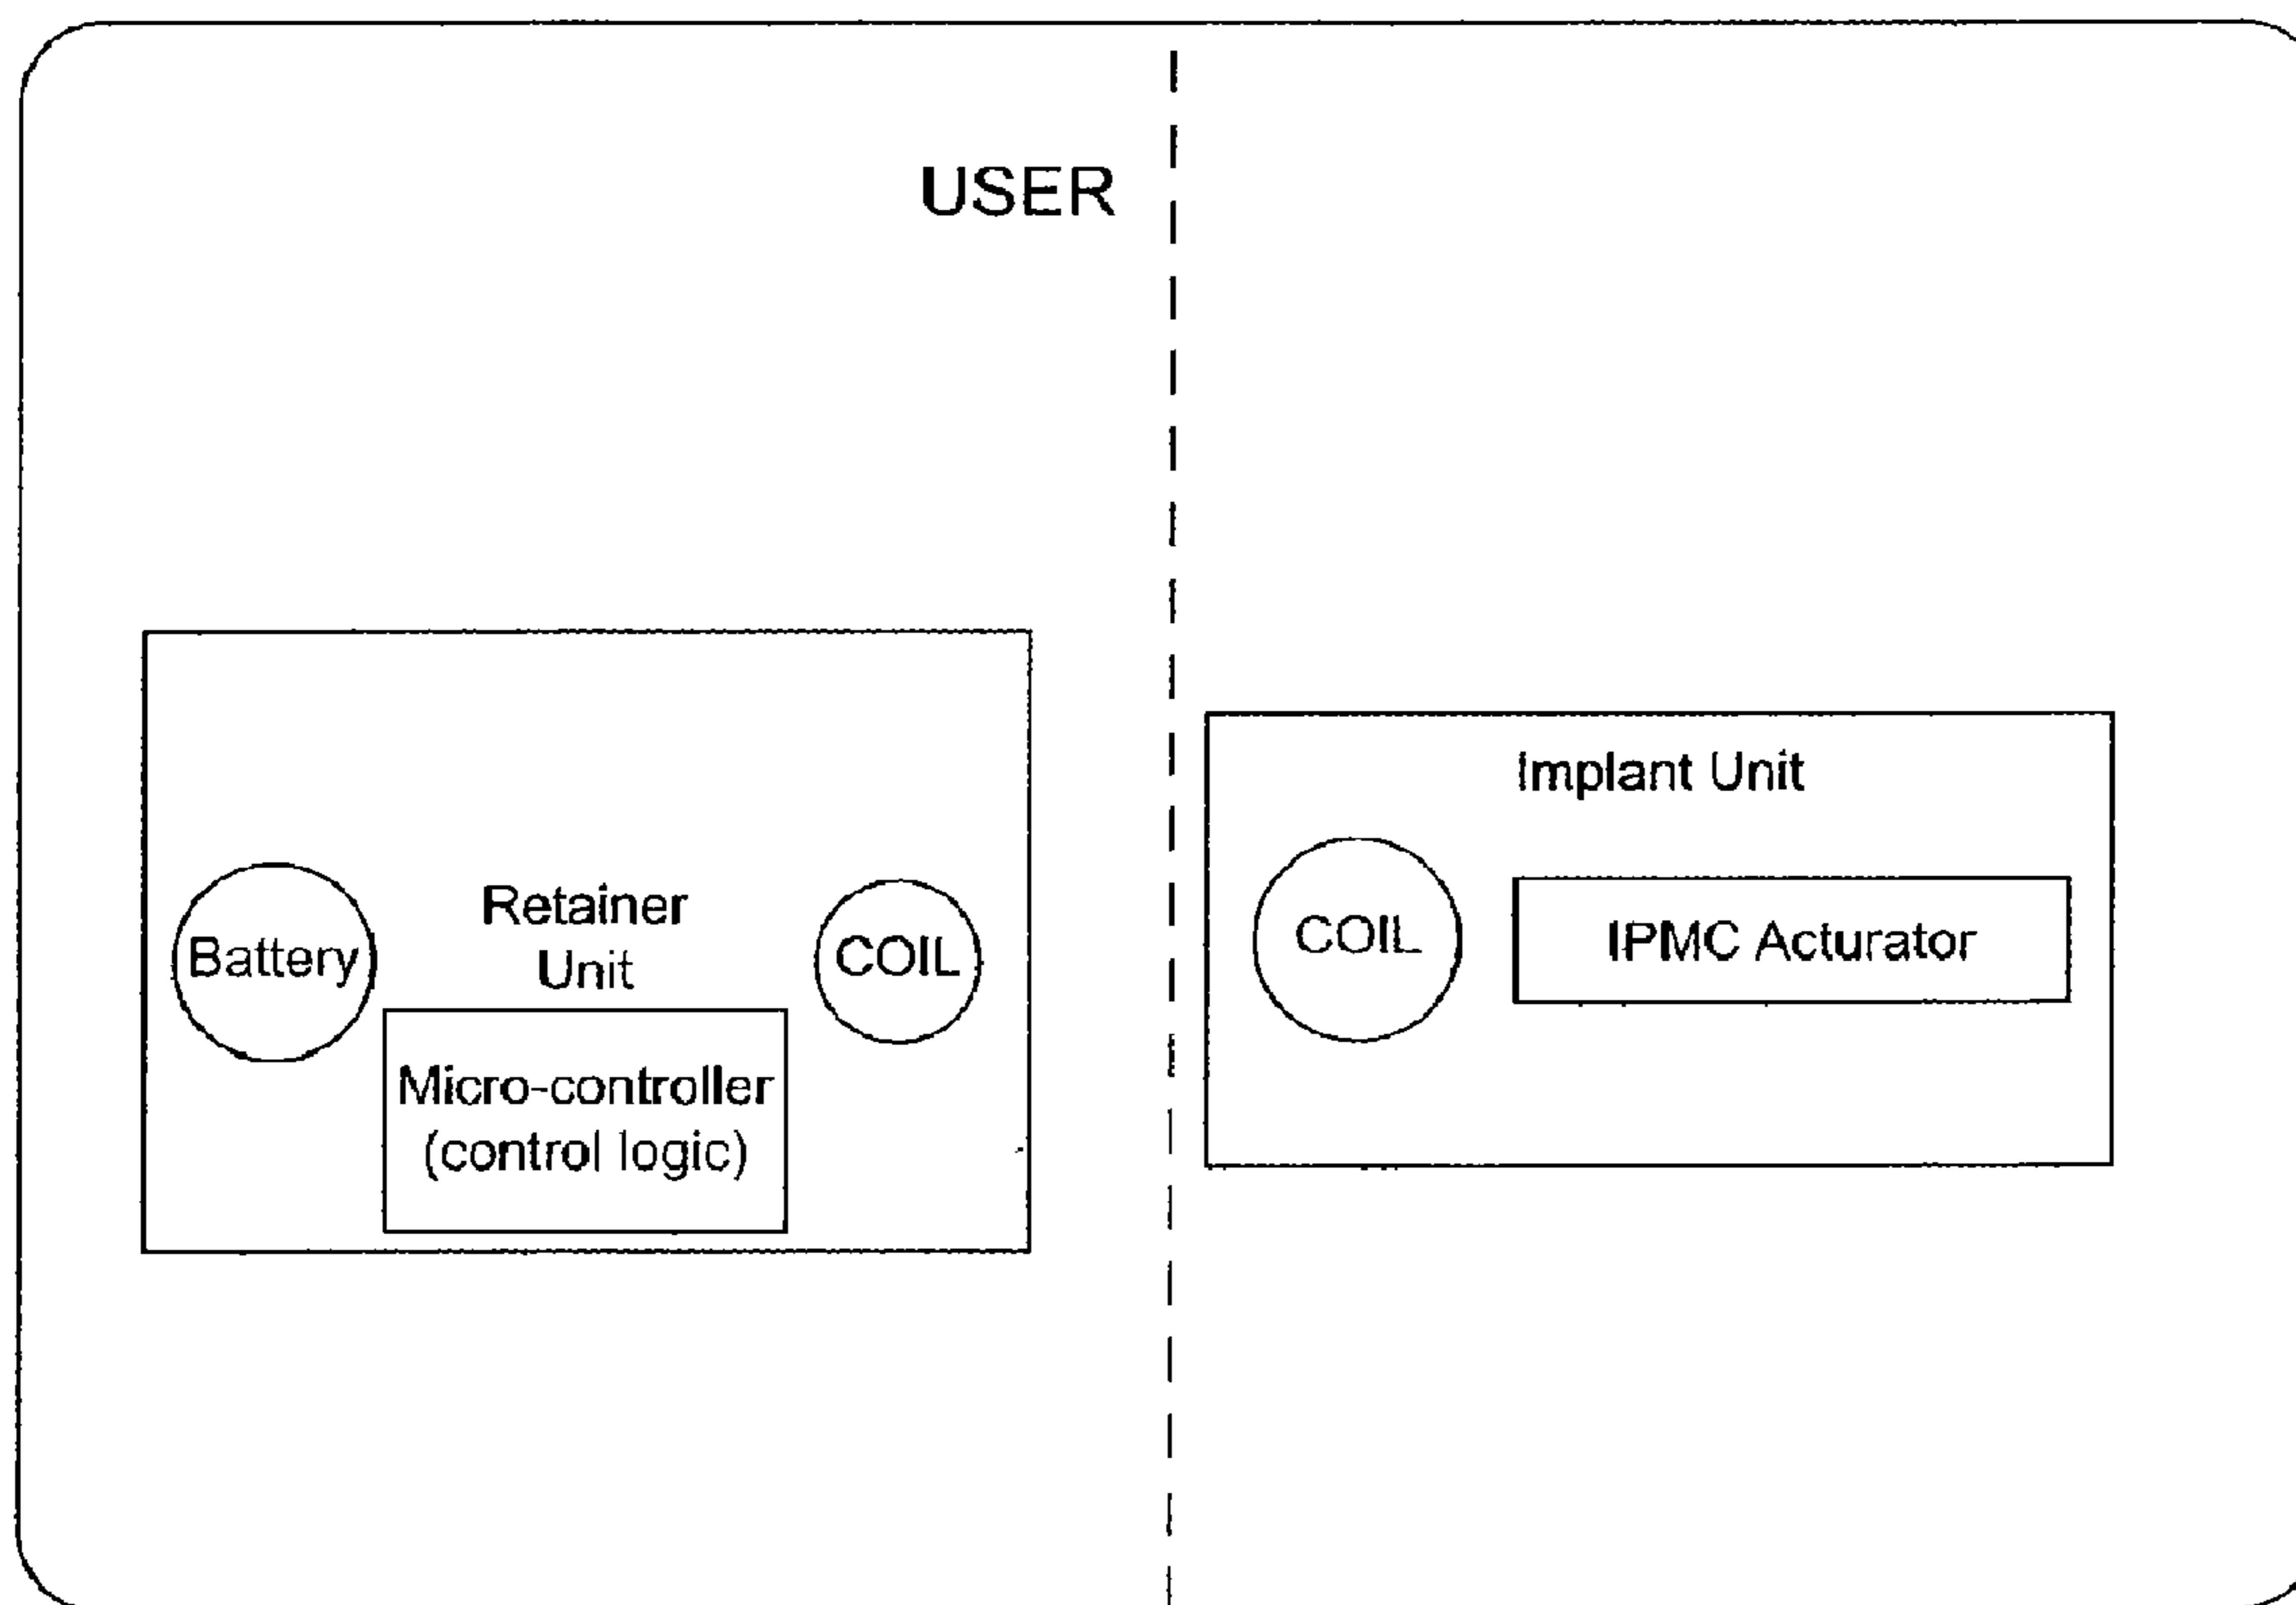 USER
Retainer
Unit
Battery
COIL
Micro-controller
(control logic)
Implant Unit
COIL
IPMC Acturator